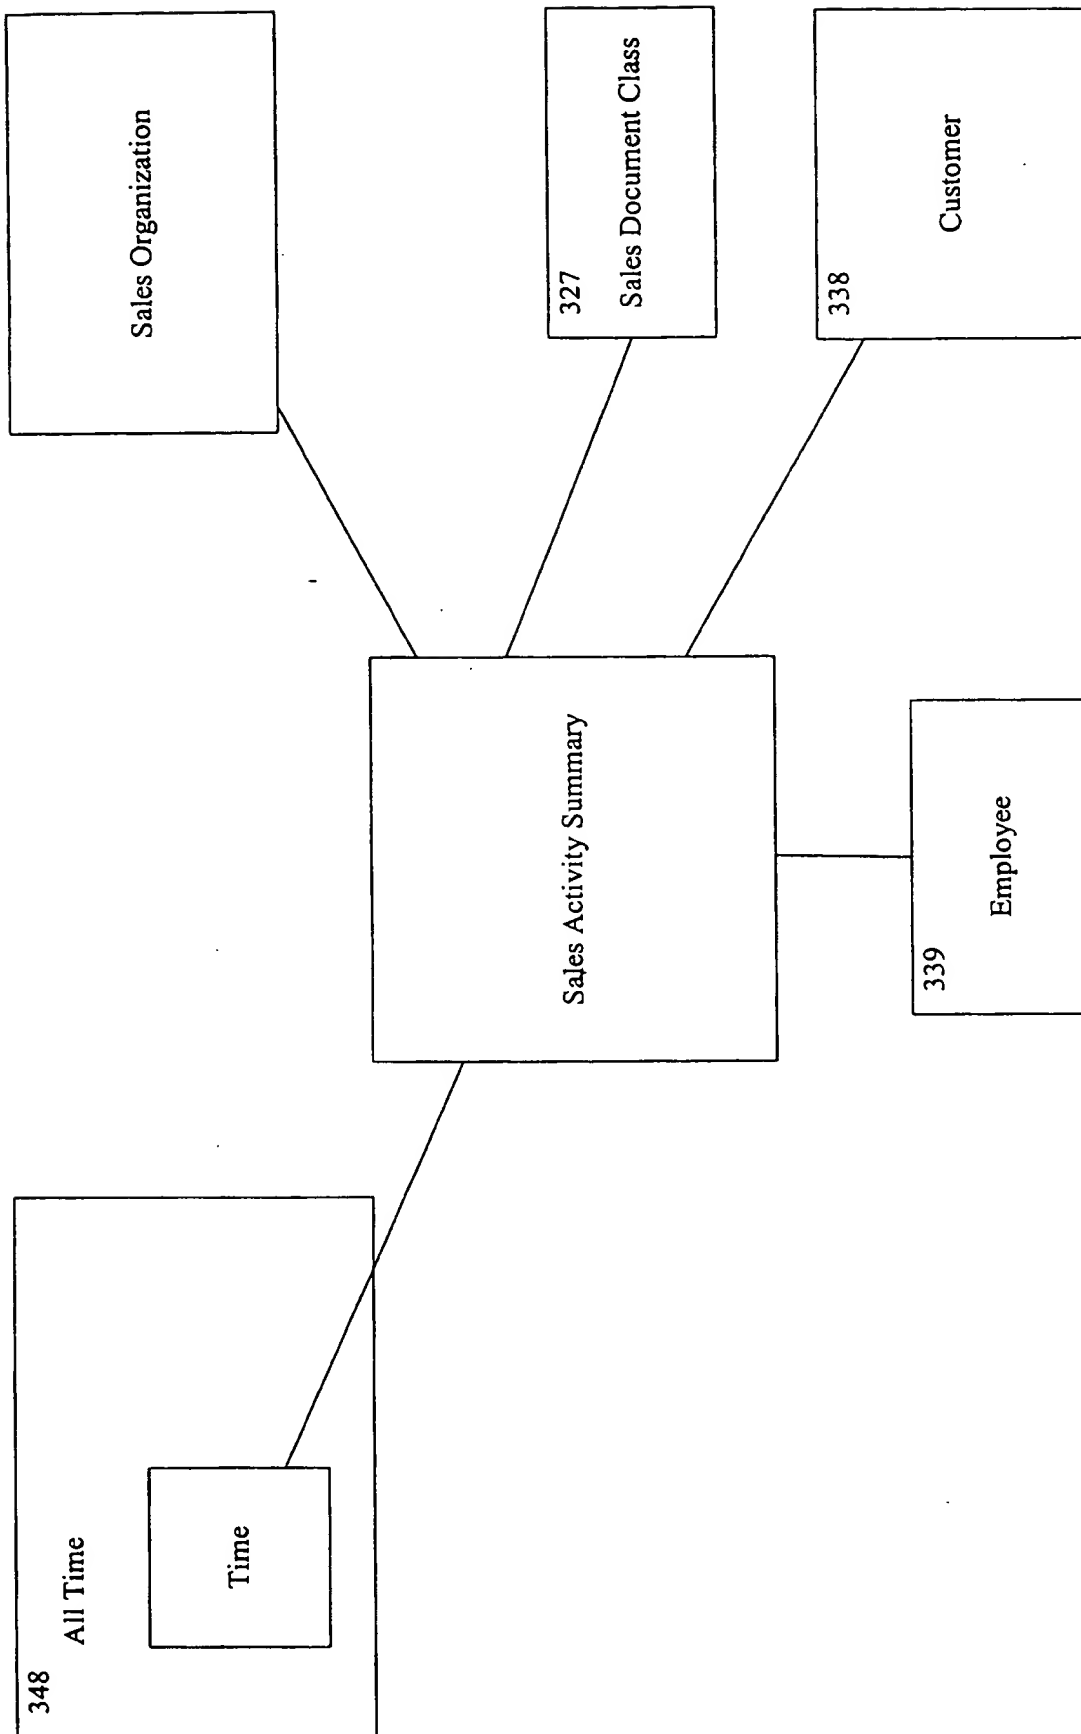 348
All Time
Time
Sales Activity Summary
339
Employee
Sales Organization
327
Sales Document Class
338
Customer